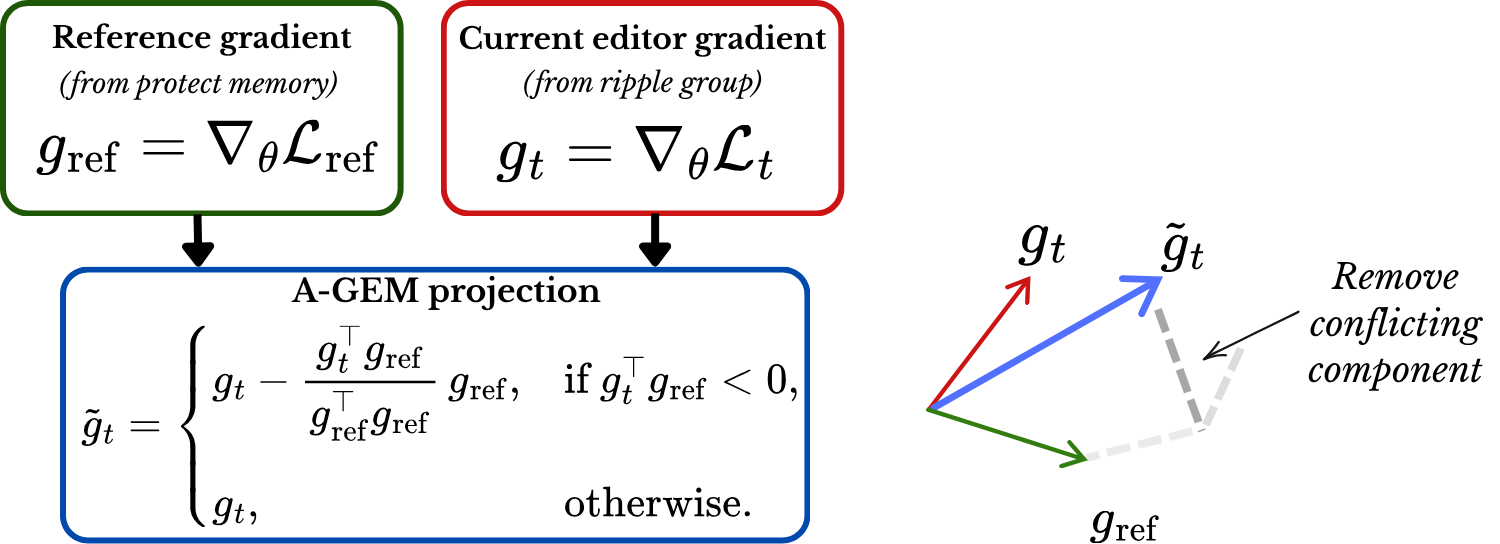 Reference gradient
(from protect memory)
g_ref = ∇_θ ℒ_ref
Current editor gradient
(from ripple group)
g_t = ∇_θ ℒ_t
A-GEM projection
g̃_t = { g_t − (g_t^⊤ g_ref) / (g_ref^⊤ g_ref) g_ref, if g_t^⊤ g_ref < 0,
g_t, otherwise.
g_t
g̃_t
Remove
conflicting
component
g_ref